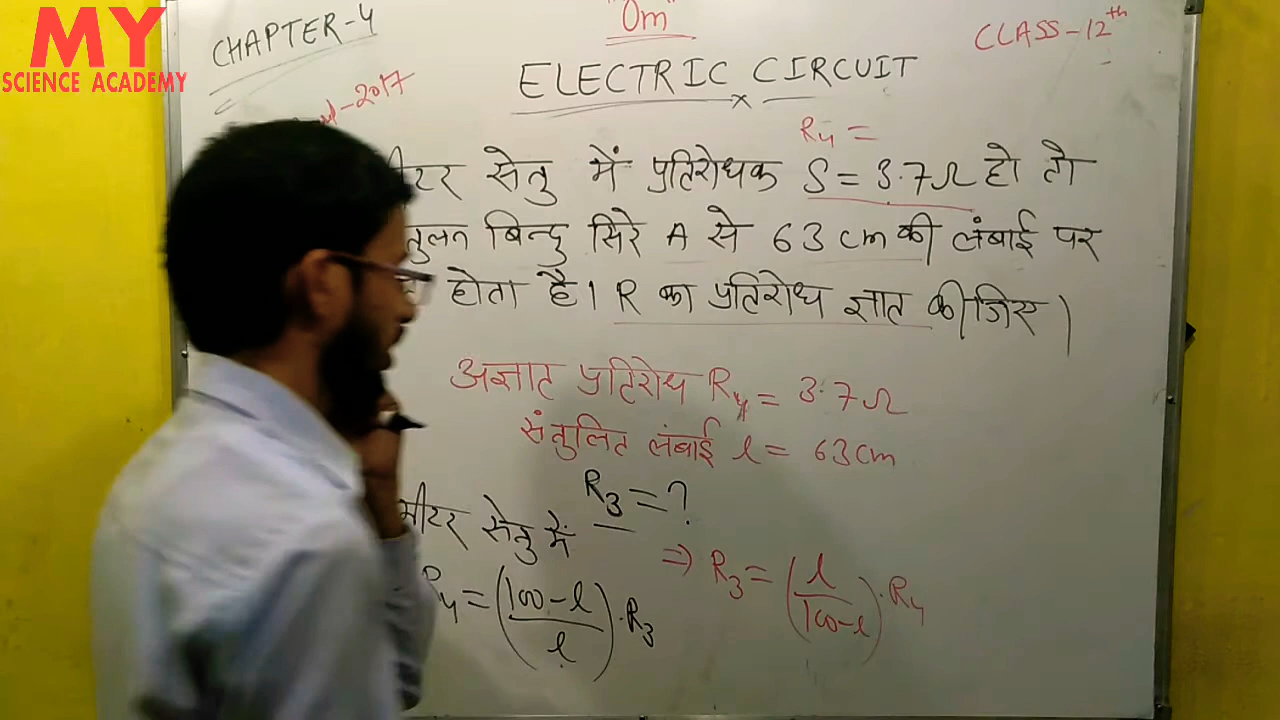 MY
SCIENCE ACADEMY
CHAPTER-4
"Om"
CLASS-12th
ELECTRIC CIRCUIT
-2017
R4 =
सेतु में प्रतिरोधक S = 3.7Ω हो तो
बिन्दु सिरे A से 63 cm की लंबाई पर
होता है। R का प्रतिरोध ज्ञात कीजिए।
अज्ञात प्रतिरोध R4 = 3.7Ω
संतुलित लंबाई l = 63cm
R3 = ?
मीटर सेतु में
R4 = (100-l / l) . R3
⇒ R3 = (l / 100-l) . R4